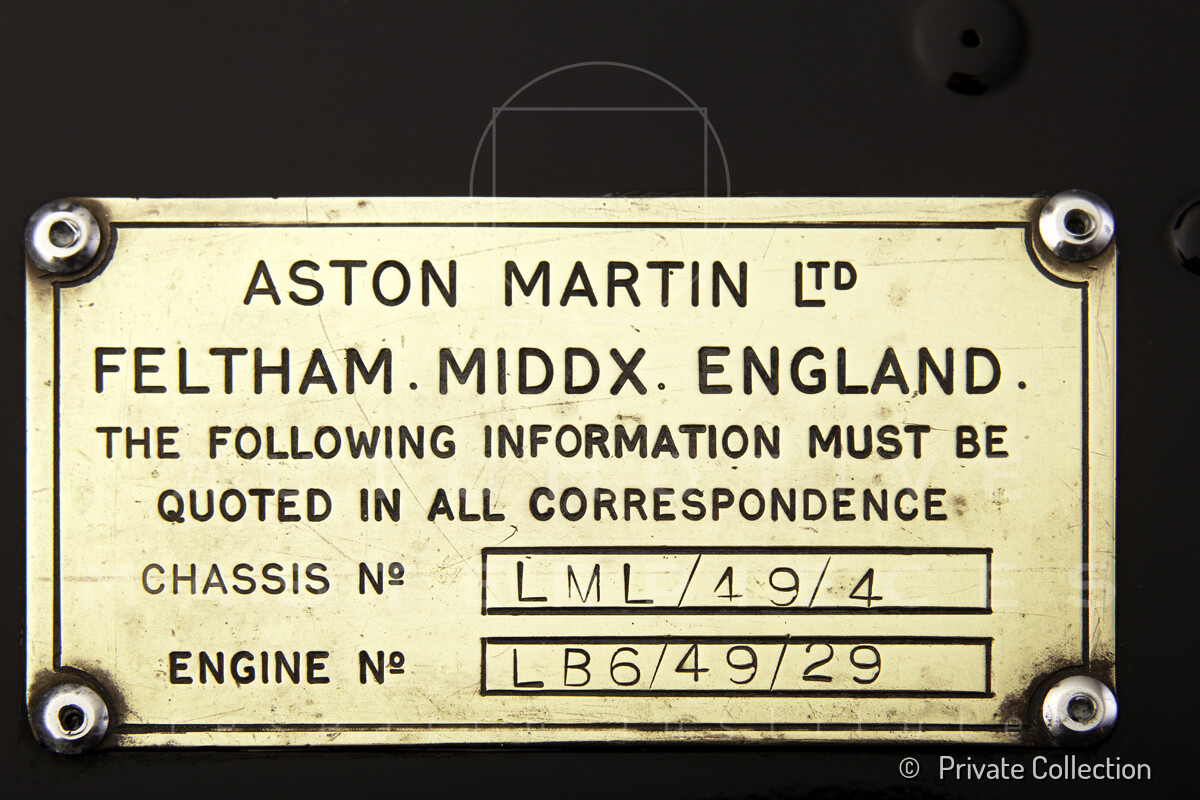 ASTON MARTIN LTD
FELTHAM. MIDDX. ENGLAND.
THE FOLLOWING INFORMATION MUST BE
QUOTED IN ALL CORRESPONDENCE
CHASSIS Nº LML/49/4
ENGINE Nº LB6/49/29
© Private Collection